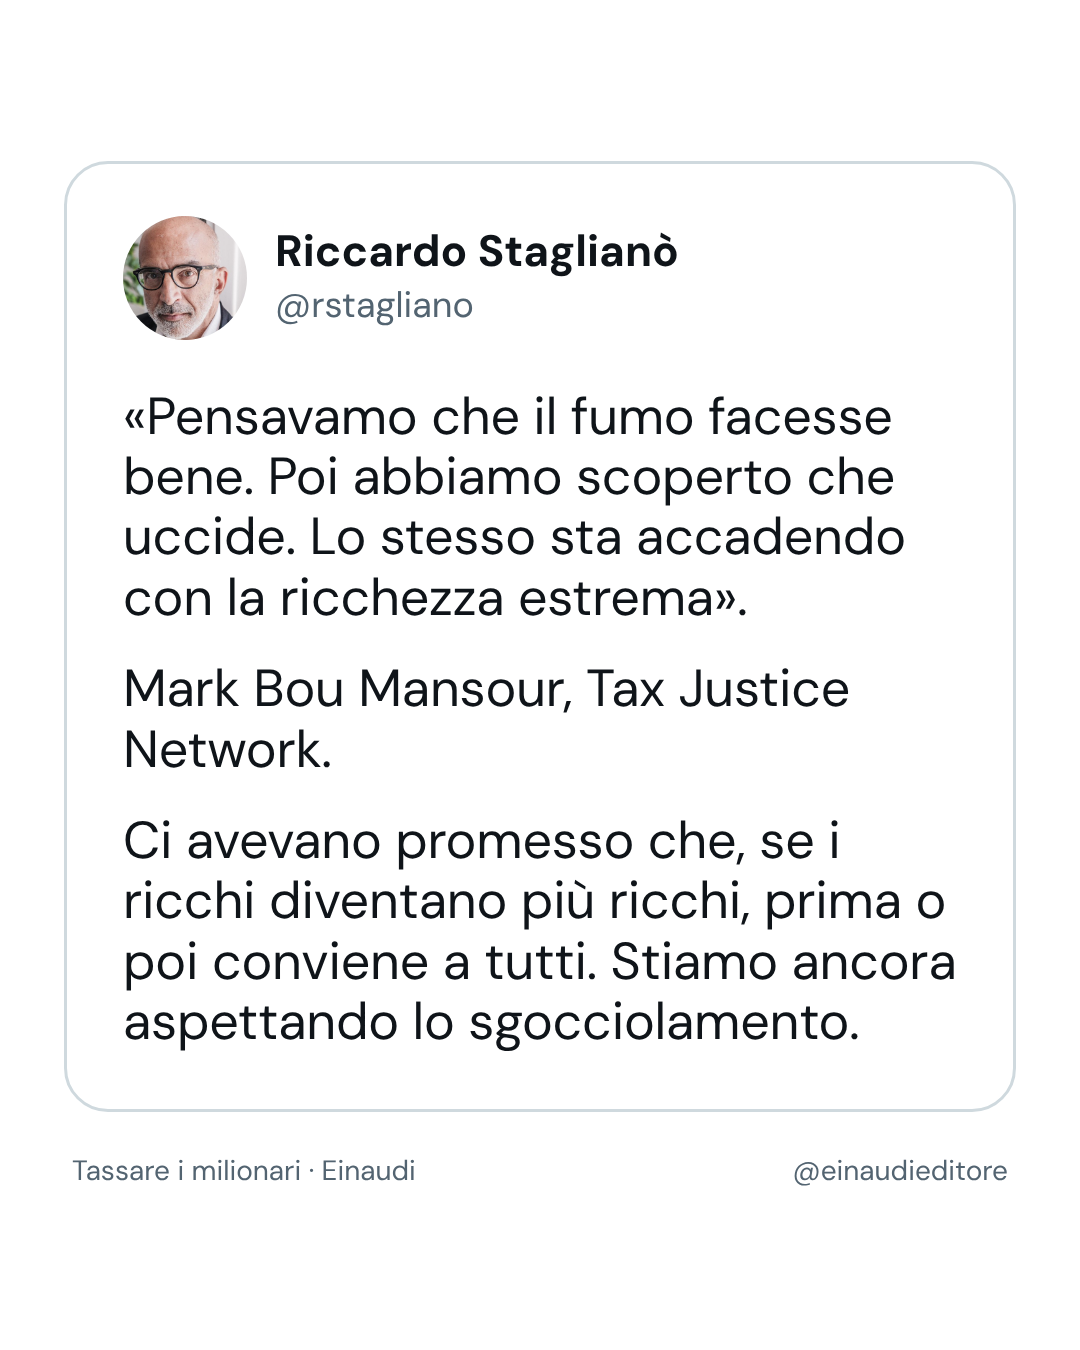 Riccardo Staglianò
@rstagliano
«Pensavamo che il fumo facesse
bene. Poi abbiamo scoperto che
uccide. Lo stesso sta accadendo
con la ricchezza estrema».
Mark Bou Mansour, Tax Justice
Network.
Ci avevano promesso che, se i
ricchi diventano più ricchi, prima o
poi conviene a tutti. Stiamo ancora
aspettando lo sgocciolamento.
Tassare i milionari · Einaudi
@einaudieditore